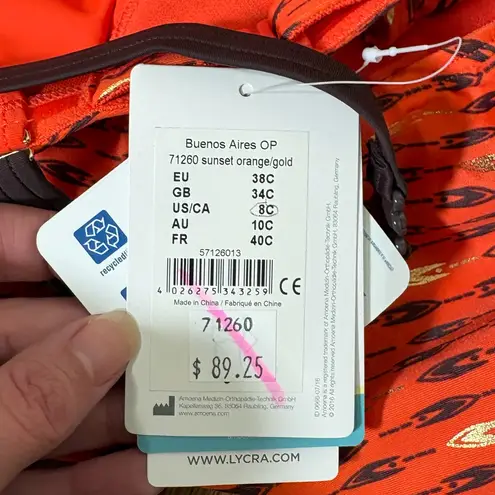 Buenos Aires OP
71260 sunset orange/gold
EU 38C
GB 34C
US/CA 8C
AU 10C
FR 40C
57126013
4 026275 343259
CE
Made in China / Fabriqué en Chine
71260
$ 89.25
Amoena Medizin-Orthopädie-Technik GmbH
Kapellenweg 36, 83064 Raubling, Germany
amoena.com
WWW.LYCRA.COM
recycled